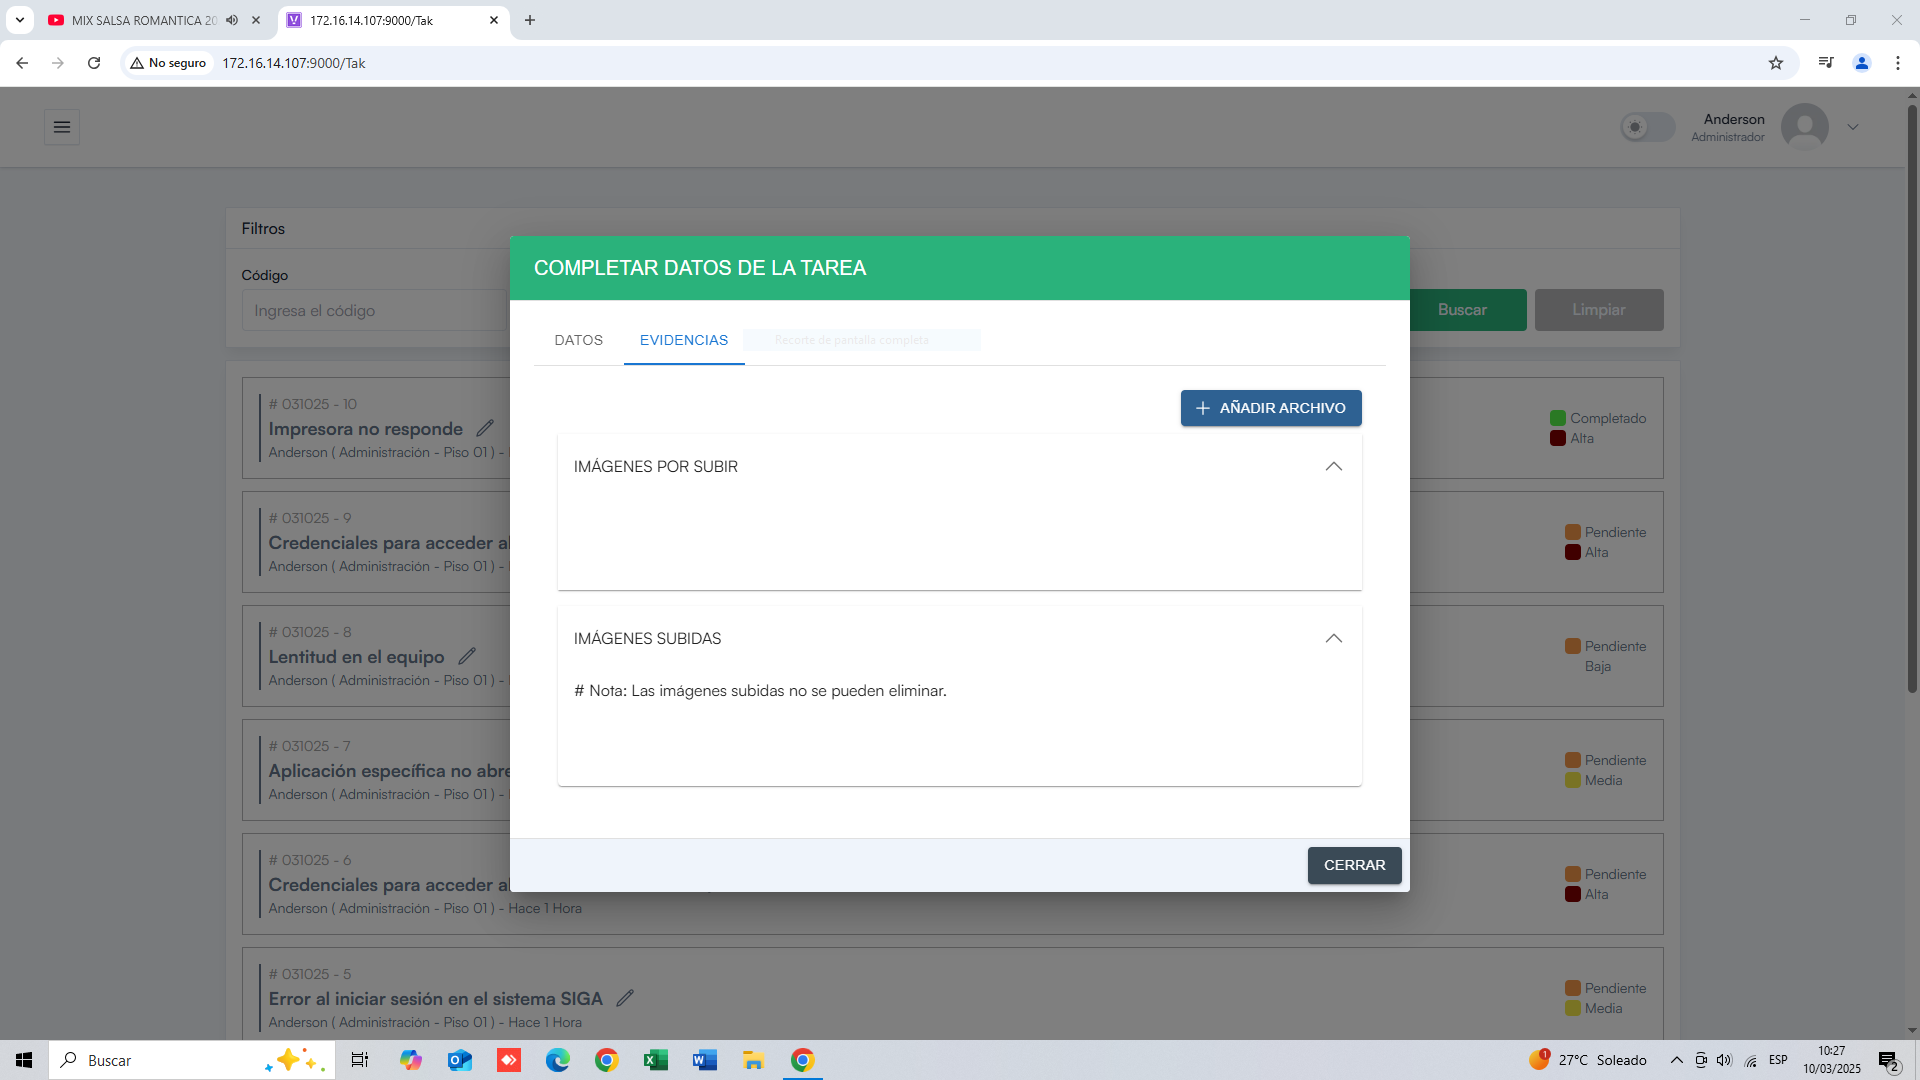 MIX SALSA ROMANTICA 20
172.16.14.107:9000/Tak
No seguro
172.16.14.107:9000/Tak
Anderson
Administrador
Filtros
Código
Ingresa el código
Buscar
Limpiar
COMPLETAR DATOS DE LA TAREA
DATOS
EVIDENCIAS
Recorte de pantalla completa
AÑADIR ARCHIVO
IMÁGENES POR SUBIR
IMÁGENES SUBIDAS
# Nota: Las imágenes subidas no se pueden eliminar.
CERRAR
# 031025 - 10
Impresora no responde
Anderson ( Administración - Piso 01 ) -
Completado
Alta
# 031025 - 9
Credenciales para acceder al
Anderson ( Administración - Piso 01 ) -
Pendiente
Alta
# 031025 - 8
Lentitud en el equipo
Anderson ( Administración - Piso 01 ) -
Pendiente
Baja
# 031025 - 7
Aplicación específica no abre
Anderson ( Administración - Piso 01 ) -
Pendiente
Media
# 031025 - 6
Credenciales para acceder al
Anderson ( Administración - Piso 01 ) - Hace 1 Hora
Pendiente
Alta
# 031025 - 5
Error al iniciar sesión en el sistema SIGA
Anderson ( Administración - Piso 01 ) - Hace 1 Hora
Pendiente
Media
Buscar
1
27°C Soleado
ESP
10:27
10/03/2025
2